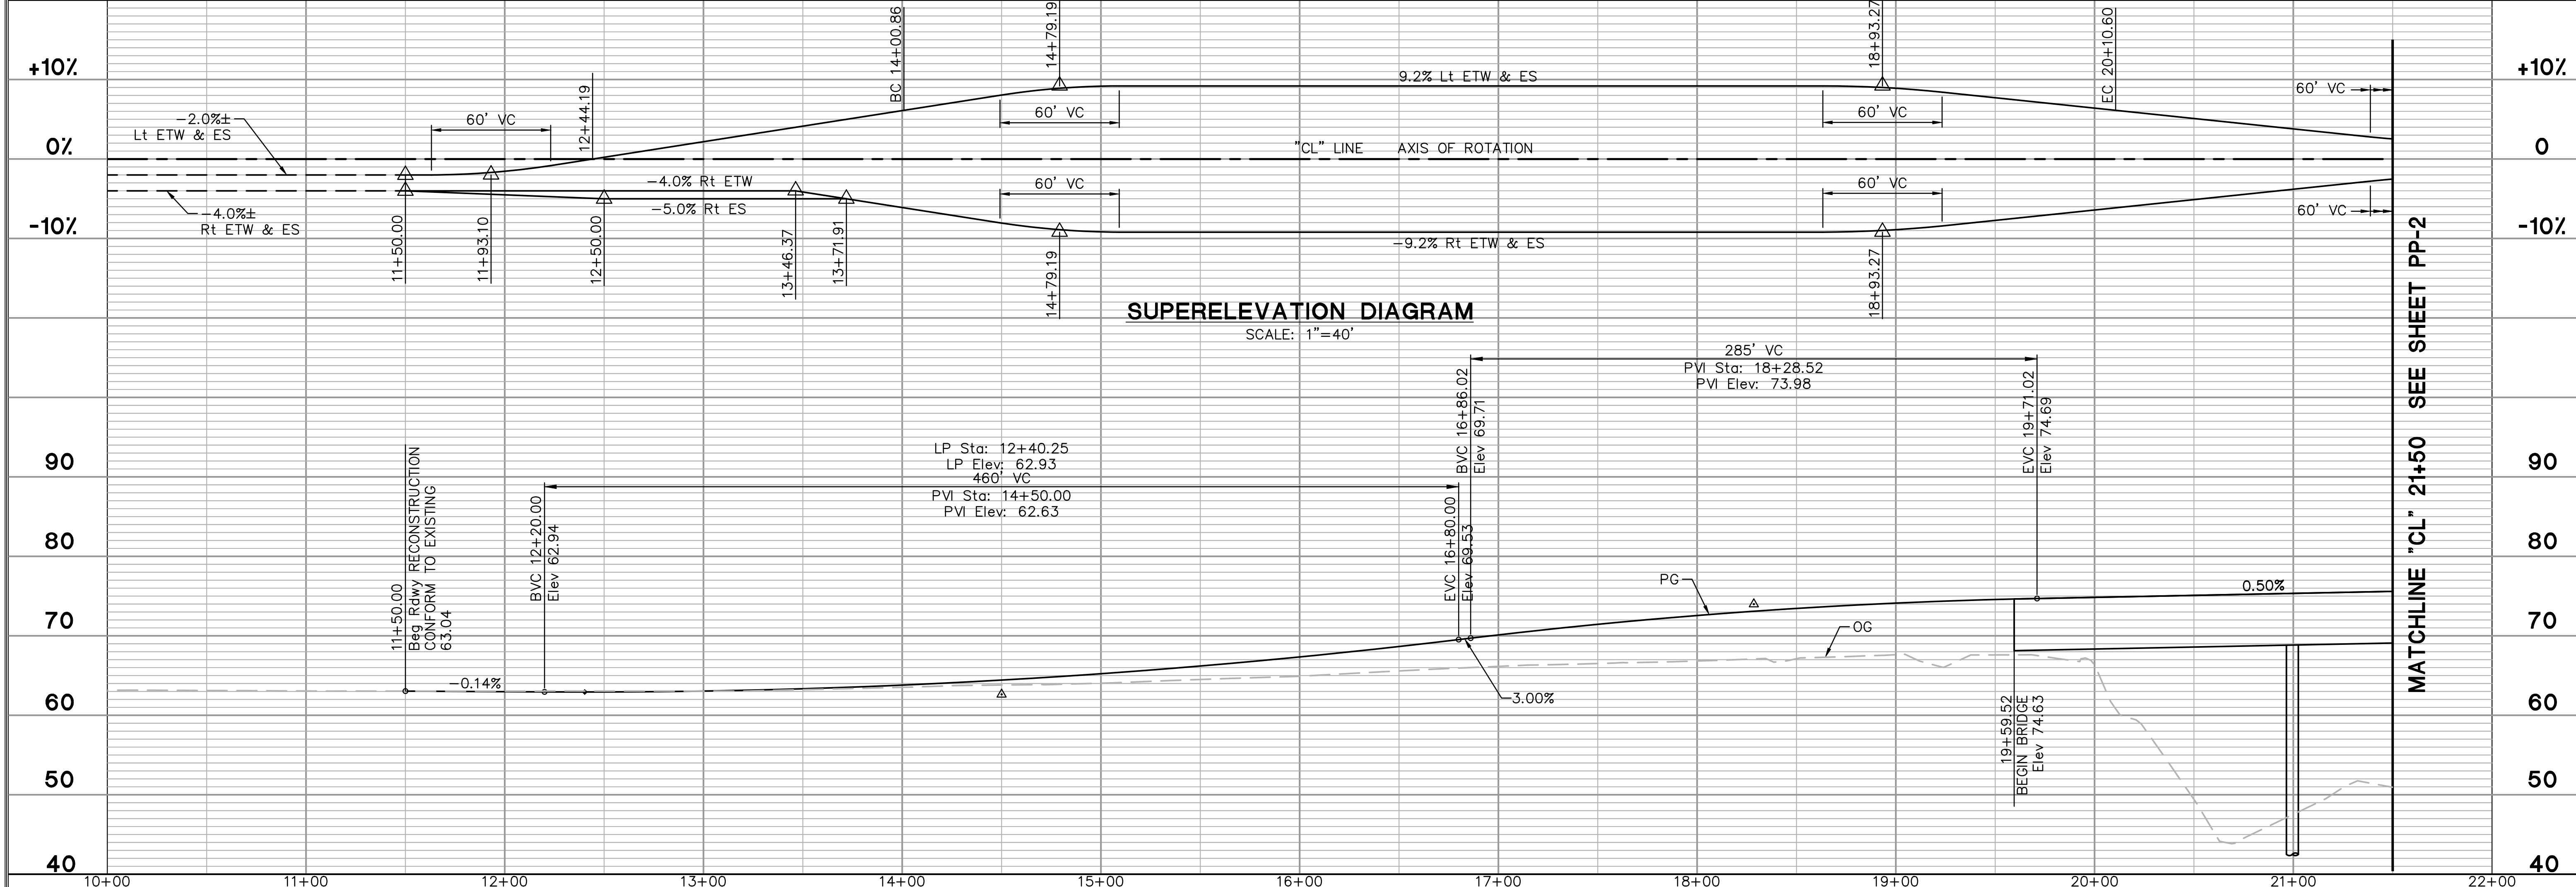 +10%
0%
-10%
+10%
0
-10%
-2.0%±
Lt ETW & ES
-4.0%±
Rt ETW & ES
60' VC
12+44.19
BC 14+00.86
14+79.19
60' VC
9.2% Lt ETW & ES
18+93.27
60' VC
EC 20+10.60
60' VC
"CL" LINE AXIS OF ROTATION
-4.0% Rt ETW
-5.0% Rt ES
60' VC
60' VC
60' VC
-9.2% Rt ETW & ES
11+50.00
11+93.10
12+50.00
13+46.37
13+71.91
14+79.19
18+93.27
SUPERELEVATION DIAGRAM
SCALE: 1"=40'
285' VC
PVI Sta: 18+28.52
PVI Elev: 73.98
BVC 16+86.02
Elev 69.71
EVC 19+71.02
Elev 74.69
LP Sta: 12+40.25
LP Elev: 62.93
460' VC
PVI Sta: 14+50.00
PVI Elev: 62.63
11+50.00
Beg Rdwy RECONSTRUCTION
CONFORM TO EXISTING
63.04
BVC 12+20.00
Elev 62.94
EVC 16+80.00
Elev 69.53
PG
OG
0.50%
-0.14%
3.00%
19+59.52
BEGIN BRIDGE
Elev 74.63
MATCHLINE "CL" 21+50 SEE SHEET PP-2
90
80
70
60
50
40
90
80
70
60
50
40
10+00
11+00
12+00
13+00
14+00
15+00
16+00
17+00
18+00
19+00
20+00
21+00
22+00